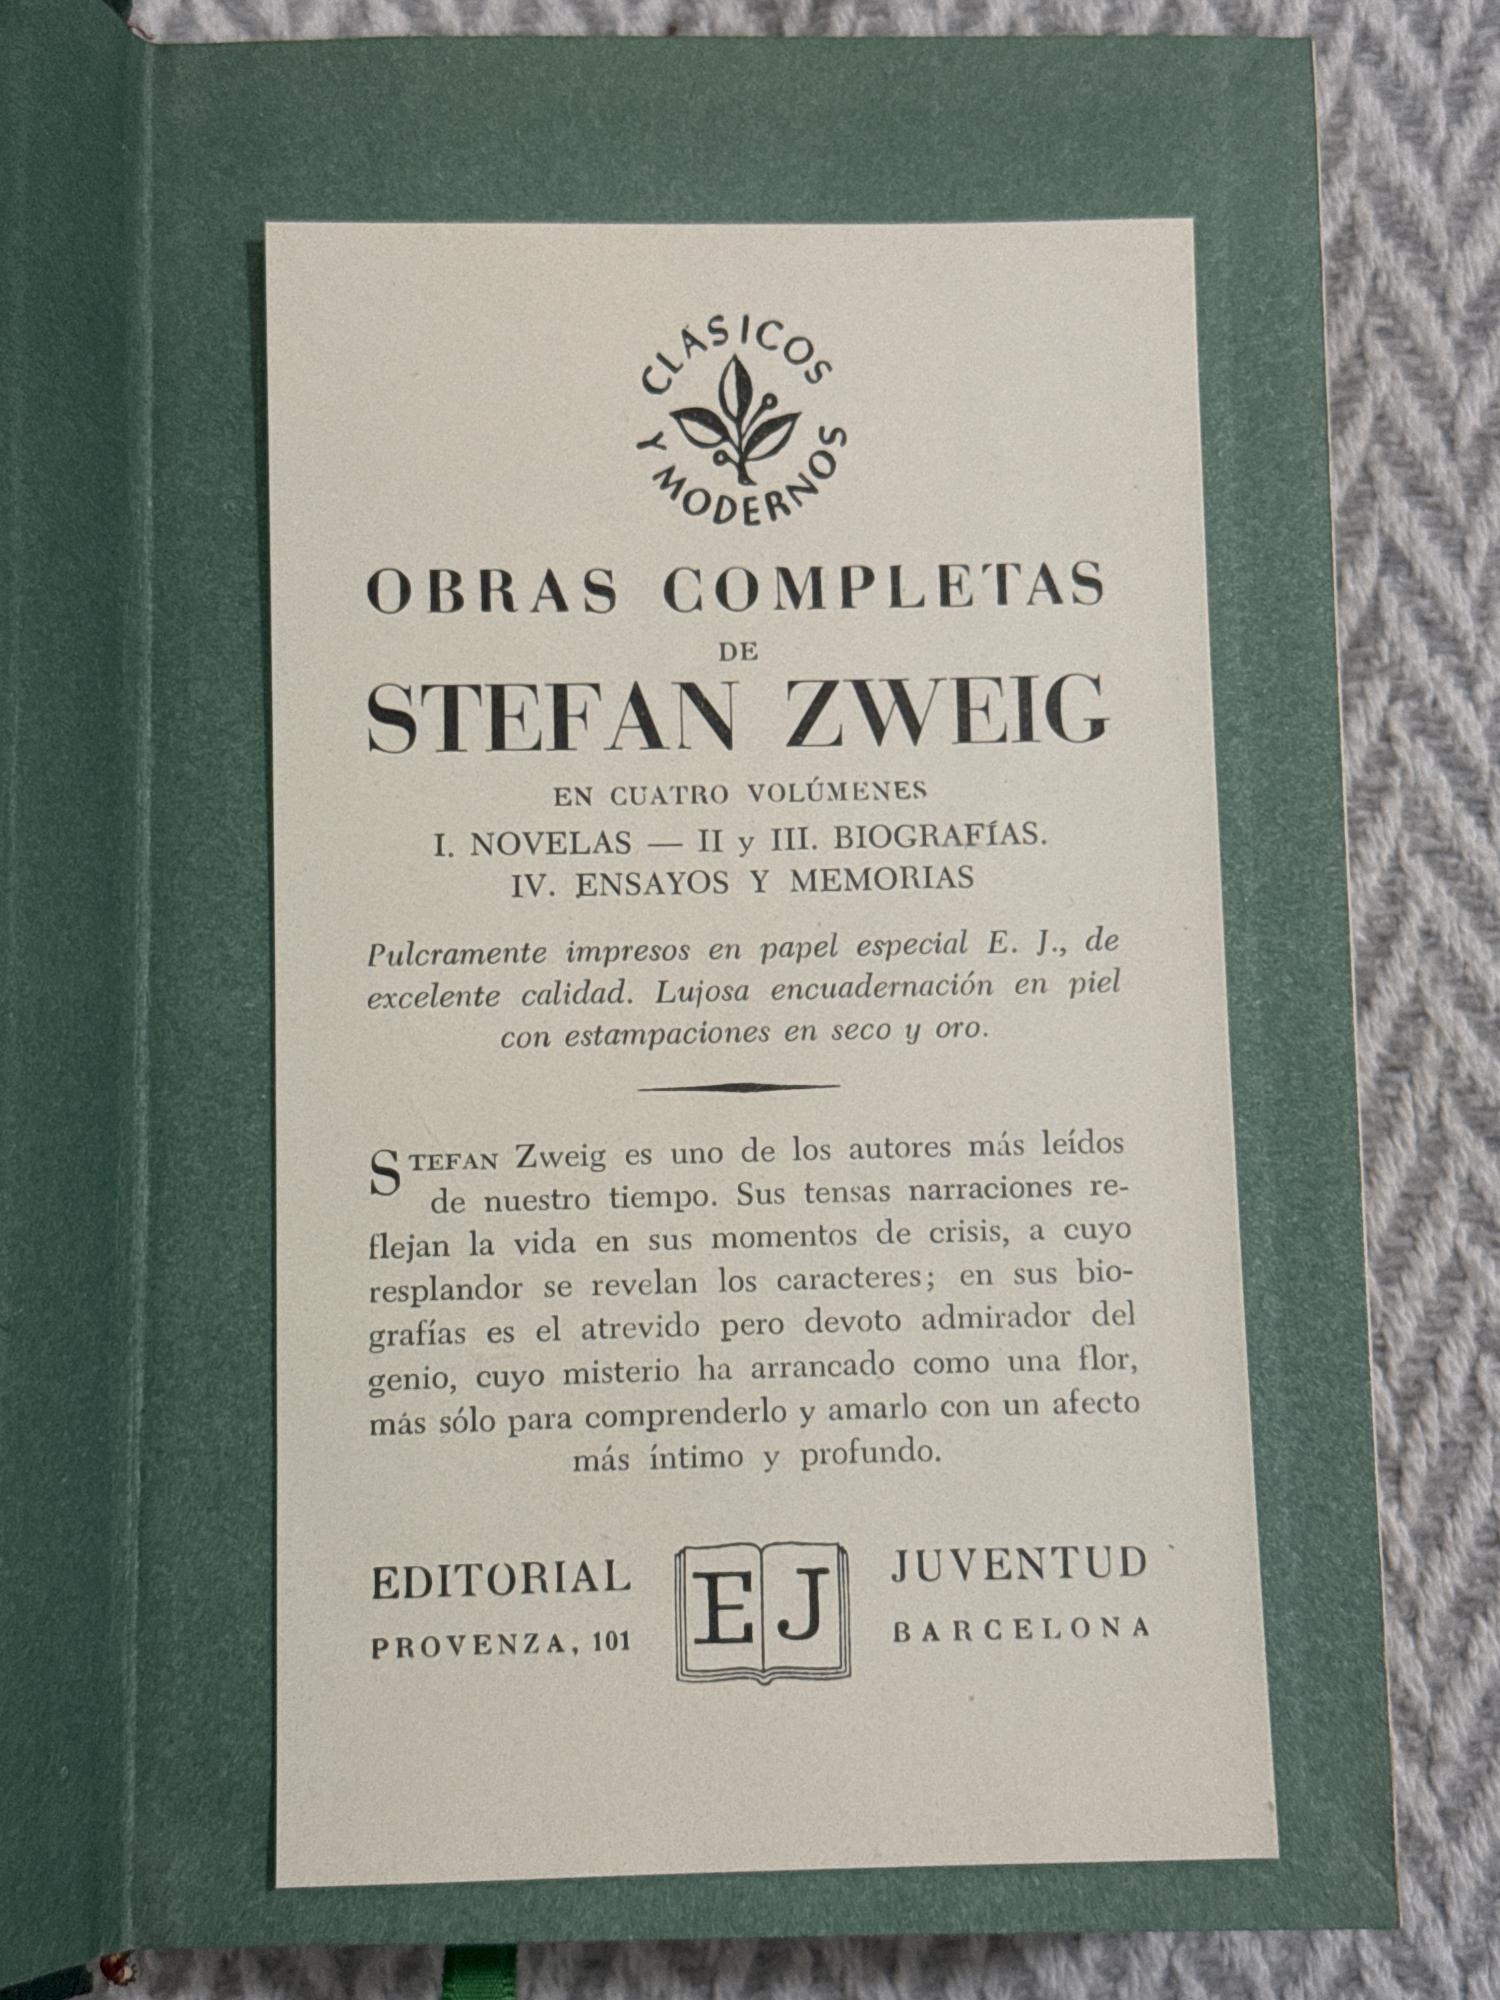 CLÁSICOS
Y MODERNOS
OBRAS COMPLETAS
DE
STEFAN ZWEIG
EN CUATRO VOLÚMENES
I. NOVELAS — II y III. BIOGRAFÍAS.
IV. ENSAYOS Y MEMORIAS
Pulcramente impresos en papel especial E. J., de
excelente calidad. Lujosa encuadernación en piel
con estampaciones en seco y oro.
STEFAN Zweig es uno de los autores más leídos
de nuestro tiempo. Sus tensas narraciones re-
flejan la vida en sus momentos de crisis, a cuyo
resplandor se revelan los caracteres; en sus bio-
grafías es el atrevido pero devoto admirador del
genio, cuyo misterio ha arrancado como una flor,
más sólo para comprenderlo y amarlo con un afecto
más íntimo y profundo.
EDITORIAL EJ JUVENTUD
PROVENZA, 101 BARCELONA